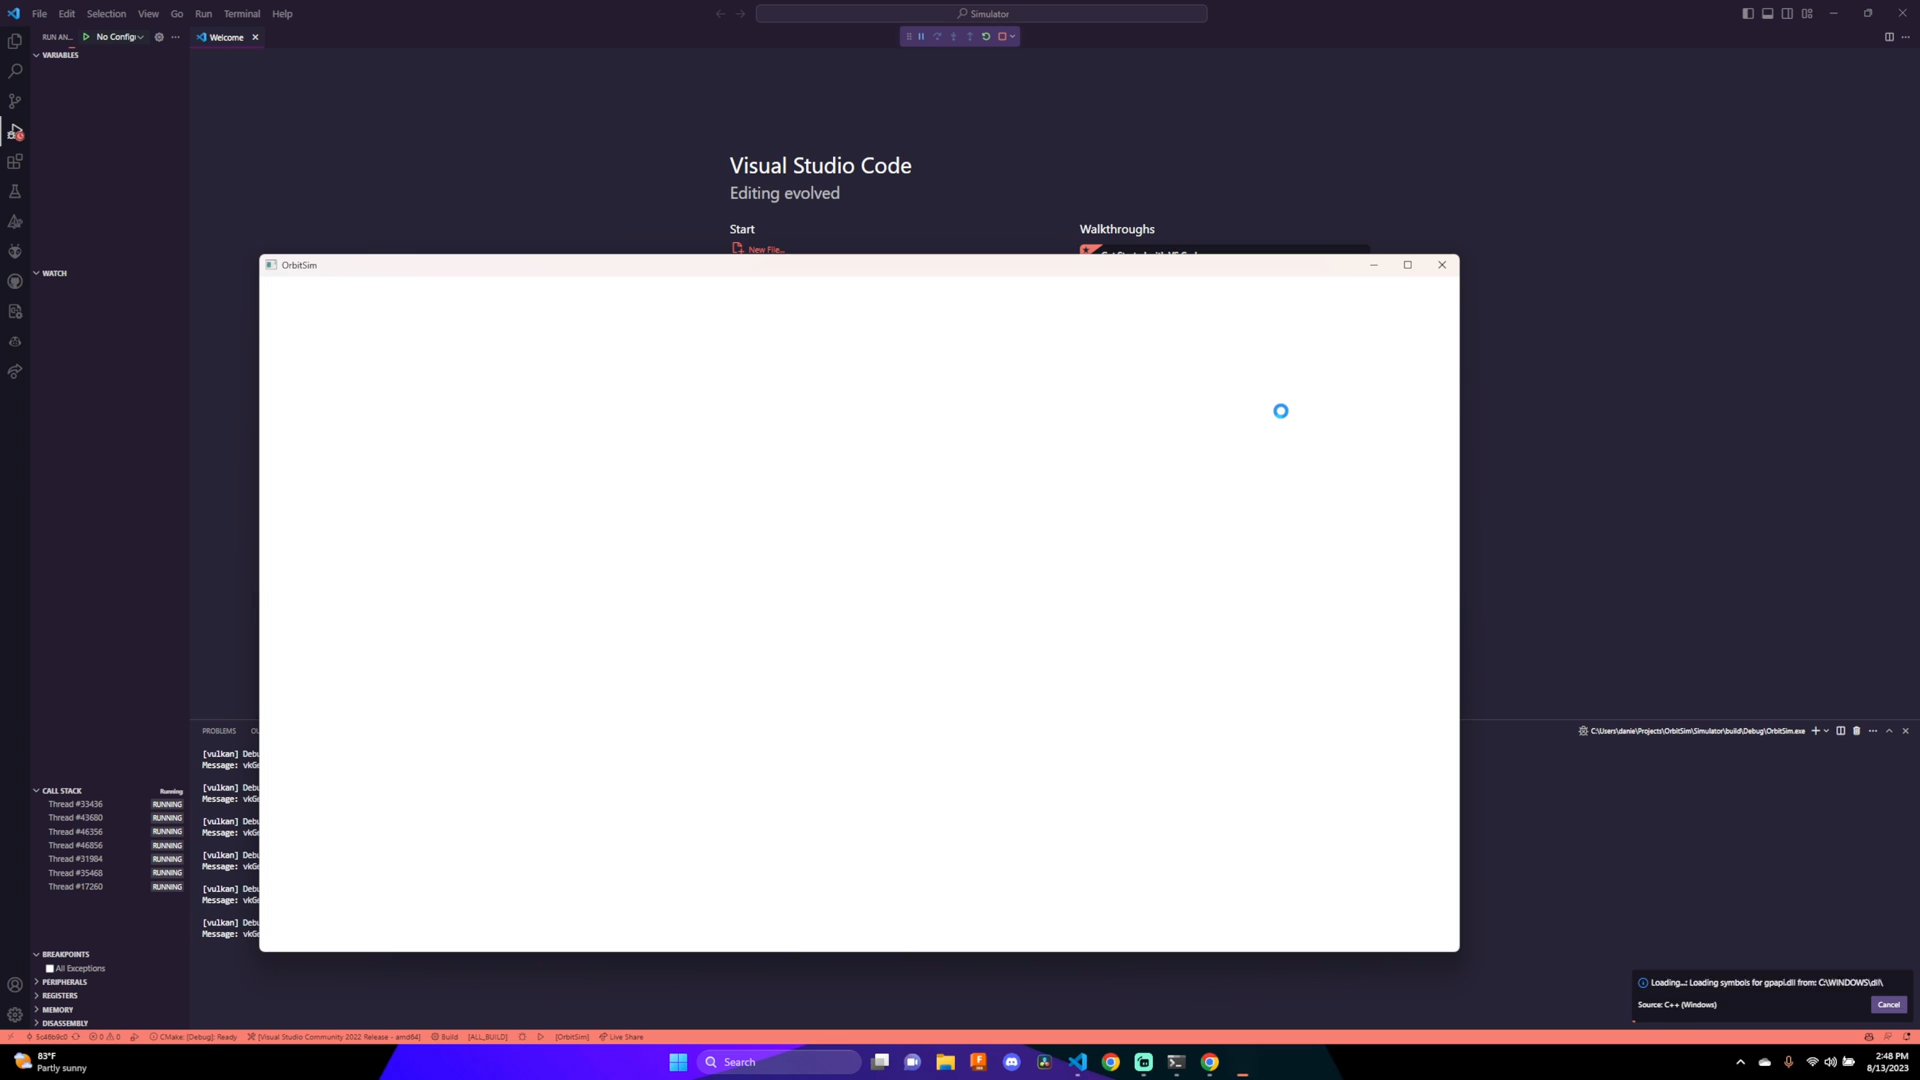 File Edit Selection View Go Run Terminal Help
Simulator
RUN AN... No Config
Welcome
VARIABLES
Visual Studio Code
Editing evolved
Start
Walkthroughs
New File...
WATCH
OrbitSim
PROBLEMS
C:\Users\danie\Projects\OrbitSim\Simulator\build\Debug\OrbitSim.exe
[vulkan] Debu
Message: vkGe
[vulkan] Debu
Message: vkGe
[vulkan] Debu
Message: vkGe
[vulkan] Debu
Message: vkGe
[vulkan] Debu
Message: vkGe
[vulkan] Debu
Message: vkGe
CALL STACK Running
Thread #33436 RUNNING
Thread #43680 RUNNING
Thread #46356 RUNNING
Thread #46856 RUNNING
Thread #31984 RUNNING
Thread #35468 RUNNING
Thread #17260 RUNNING
BREAKPOINTS
All Exceptions
PERIPHERALS
REGISTERS
MEMORY
DISASSEMBLY
Loading...: Loading symbols for gpapi.dll from: C:\WINDOWS\dll\
Source: C++ (Windows)
Cancel
5c46b9c0 0 0 CMake: [Debug]: Ready [Visual Studio Community 2022 Release - amd64] Build [ALL_BUILD] [OrbitSim] Live Share
83°F
Partly sunny
Search
2:48 PM
8/13/2023